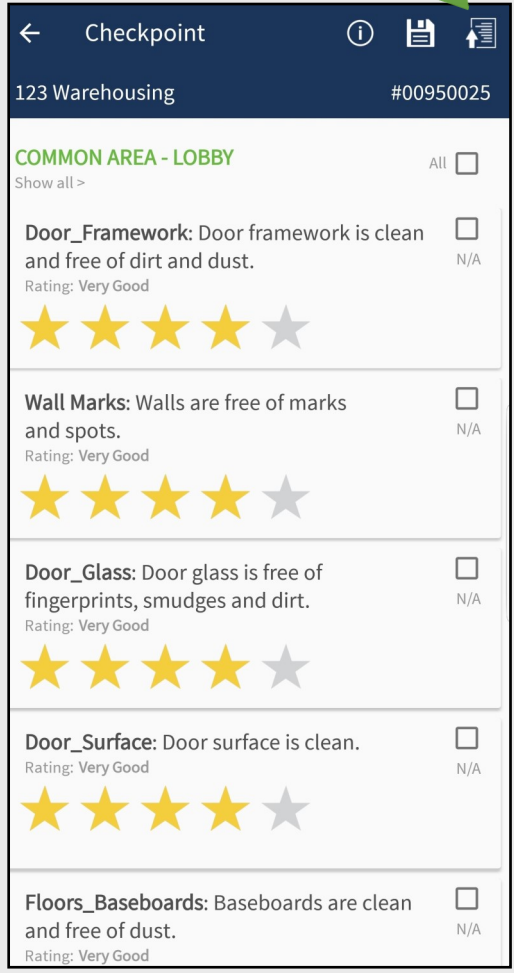 Checkpoint
123 Warehousing #00950025
COMMON AREA - LOBBY All
Show all >
Door_Framework: Door framework is clean
and free of dirt and dust.
N/A
Rating: Very Good
Wall Marks: Walls are free of marks
and spots.
N/A
Rating: Very Good
Door_Glass: Door glass is free of
fingerprints, smudges and dirt.
N/A
Rating: Very Good
Door_Surface: Door surface is clean.
Rating: Very Good
N/A
Floors_Baseboards: Baseboards are clean
and free of dust.
N/A
Rating: Very Good